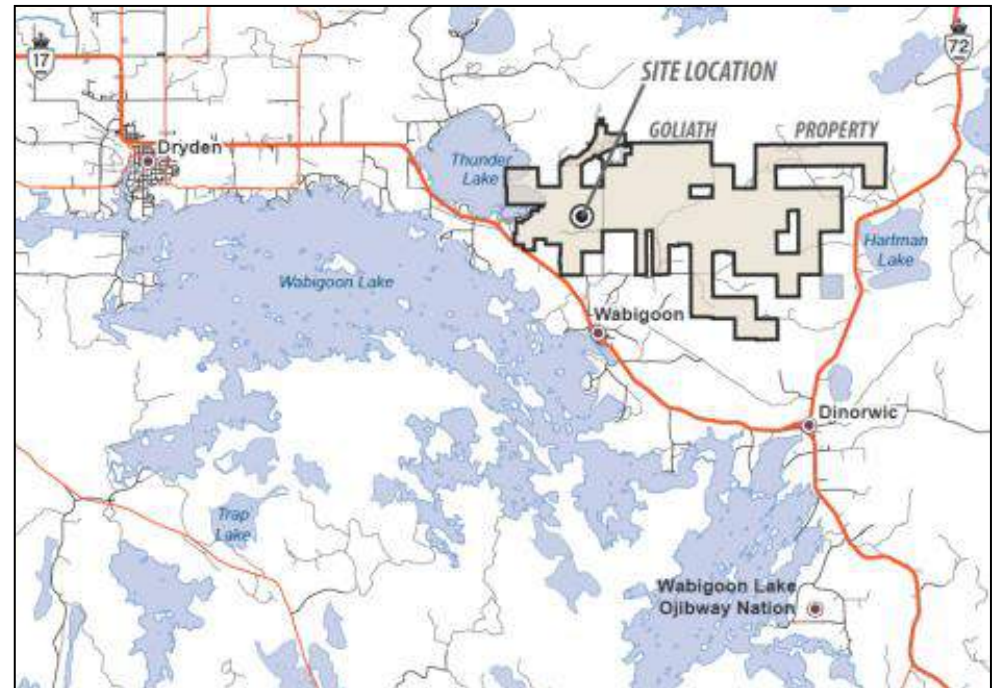 17
72
SITE LOCATION
GOLIATH
PROPERTY
Dryden
Thunder
Lake
Hartman
Lake
Wabigoon Lake
Wabigoon
Dinorwic
Trap
Lake
Wabigoon Lake
Ojibway Nation